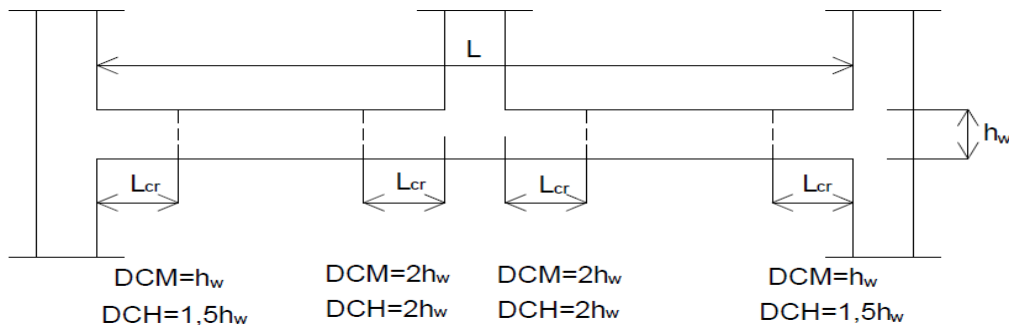 L
hw
Lcr Lcr Lcr Lcr
DCM=hw DCM=2hw DCM=2hw DCM=hw
DCH=1,5hw DCH=2hw DCH=2hw DCH=1,5hw